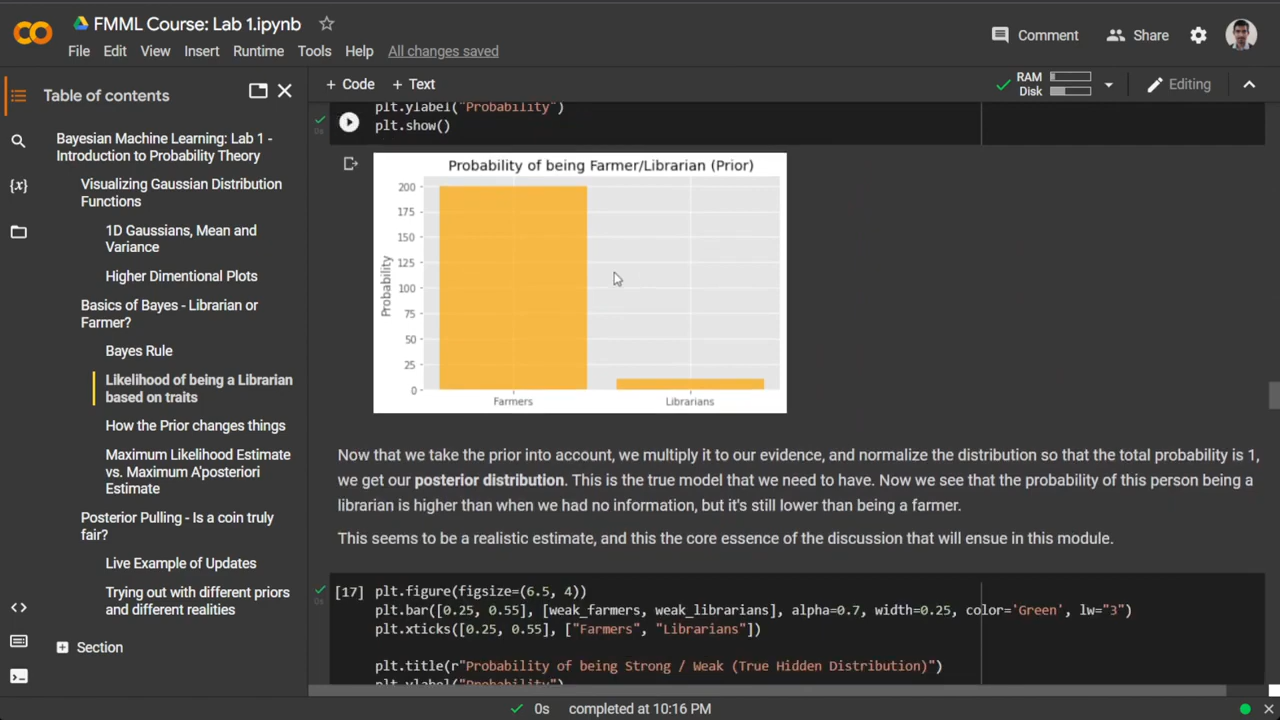 FMML Course: Lab 1.ipynb
File Edit View Insert Runtime Tools Help All changes saved
Comment Share
Table of contents
Bayesian Machine Learning: Lab 1 -
Introduction to Probability Theory
Visualizing Gaussian Distribution
Functions
1D Gaussians, Mean and
Variance
Higher Dimentional Plots
Basics of Bayes - Librarian or
Farmer?
Bayes Rule
Likelihood of being a Librarian
based on traits
How the Prior changes things
Maximum Likelihood Estimate
vs. Maximum A'posteriori
Estimate
Posterior Pulling - Is a coin truly
fair?
Live Example of Updates
Trying out with different priors
and different realities
Section
+ Code + Text
RAM
Disk
Editing
plt.ylabel("Probability")
0s
plt.show()
Probability of being Farmer/Librarian (Prior)
200
175
150
125
100
75
50
25
0
Probability
Farmers Librarians
Now that we take the prior into account, we multiply it to our evidence, and normalize the distribution so that the total probability is 1,
we get our posterior distribution. This is the true model that we need to have. Now we see that the probability of this person being a
librarian is higher than when we had no information, but it's still lower than being a farmer.
This seems to be a realistic estimate, and this the core essence of the discussion that will ensue in this module.
[17] plt.figure(figsize=(6.5, 4))
0s
plt.bar([0.25, 0.55], [weak_farmers, weak_librarians], alpha=0.7, width=0.25, color='Green', lw="3")
plt.xticks([0.25, 0.55], ["Farmers", "Librarians"])
plt.title(r"Probability of being Strong / Weak (True Hidden Distribution)")
plt.ylabel("Probability")
0s completed at 10:16 PM